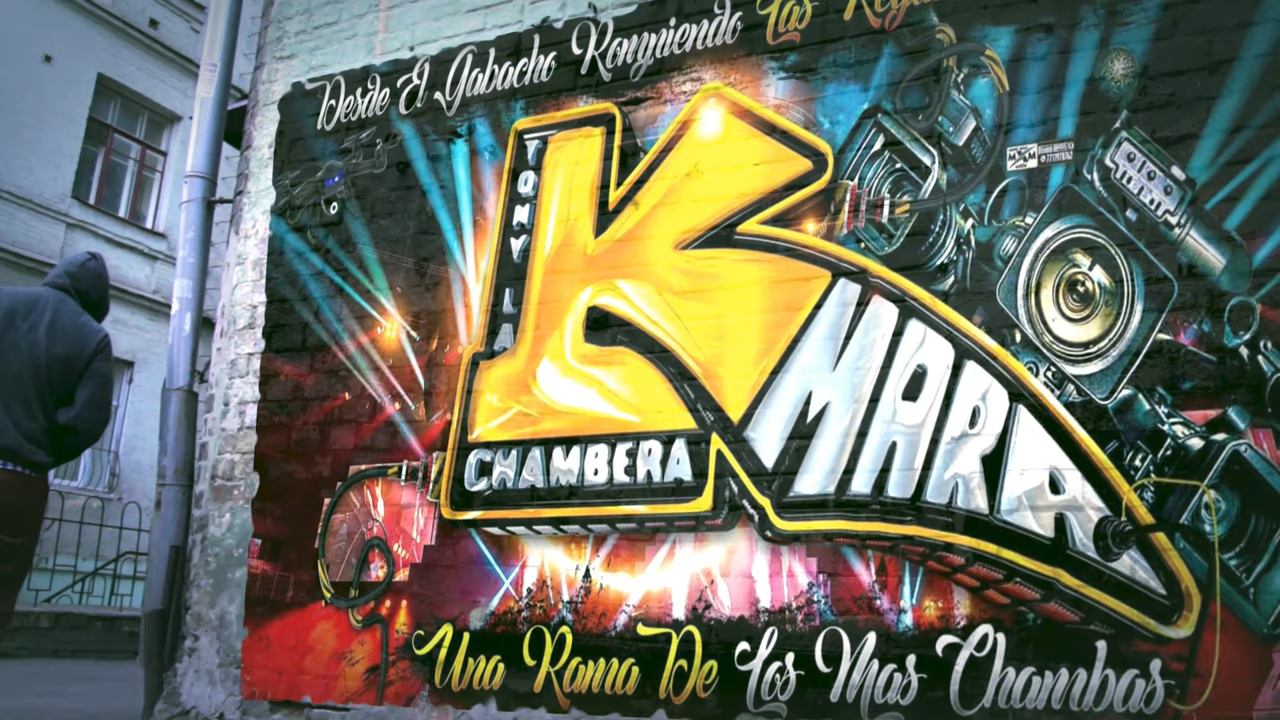 Desde El Gabacho Rompiendo Las
TONY LA
K
MARA
CHAMBERA
Una Rama De Los Mas Chambas